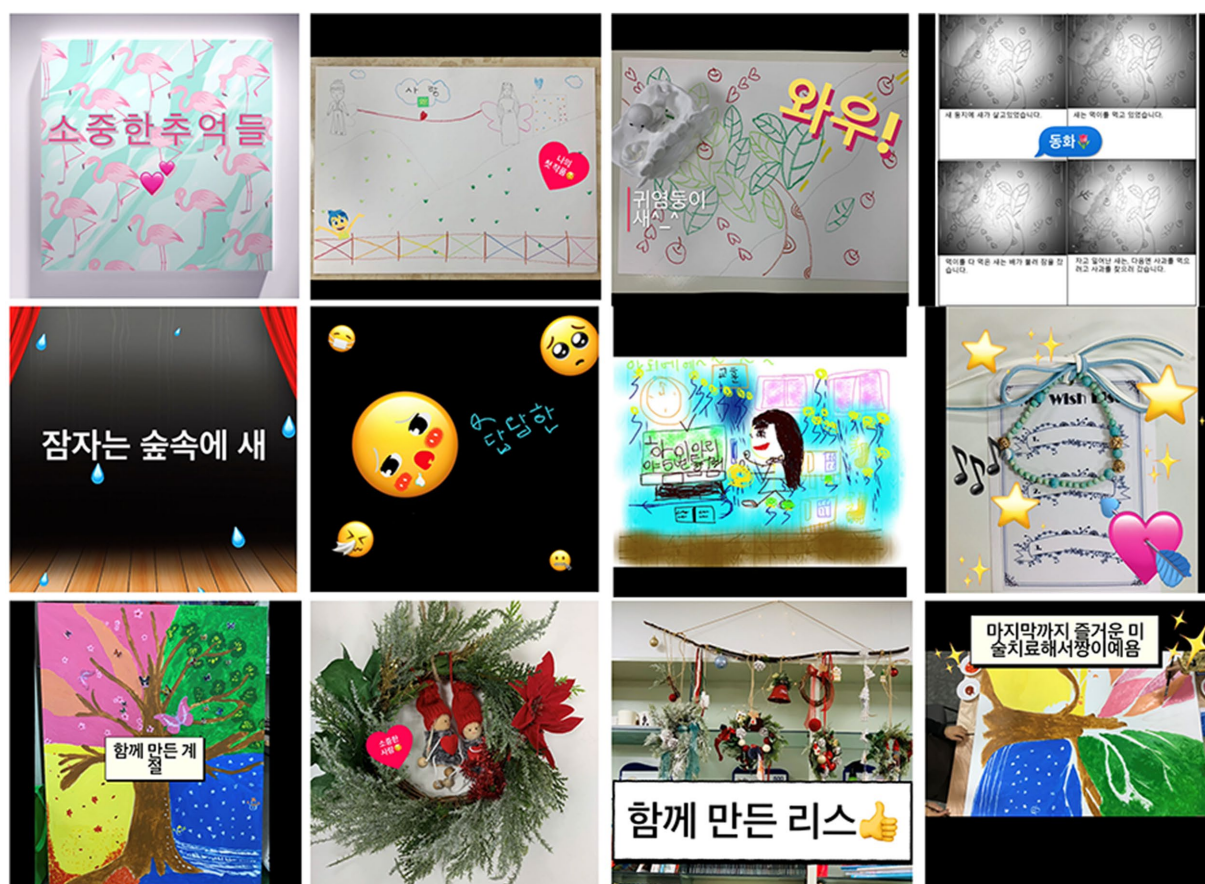 소중한추억들
사랑
나의
첫작품
와우!
귀염둥이
새^_^
새 둥지에 새가 살고있었습니다.
새는 먹이를 먹고 있었습니다.
동화
먹이를 다 먹은 새는 배가 불러 잠을 잤
습니다.
자고 일어난 새는, 다음엔 사과를 먹으
려고 사과를 찾으러 갔습니다.
잠자는 숲속에 새
답답한
교훈
Wish List
1.
함께 만든 계
절
소중한
사람
함께 만든 리스
마지막까지 즐거운 미
술치료해서짱이예욤